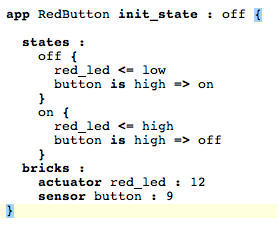 app RedButton init_state : off {
states :
off {
red_led <= low
button is high => on
}
on {
red_led <= high
button is high => off
}
bricks :
actuator red_led : 12
sensor button : 9
}